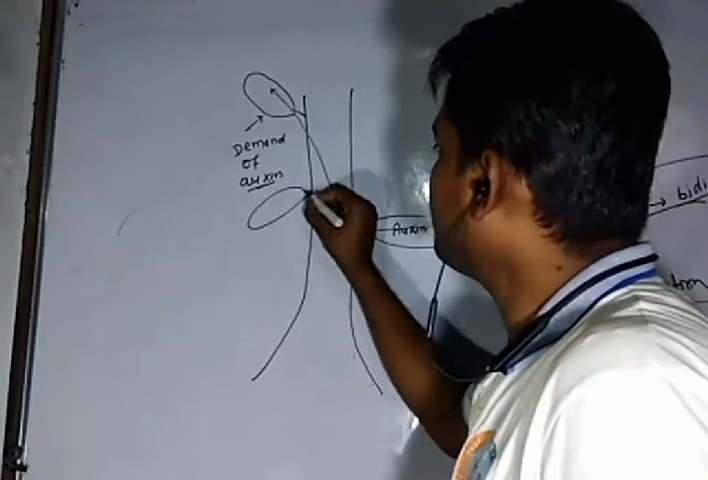 Demand
of
auxin
Auxin
→ bidi